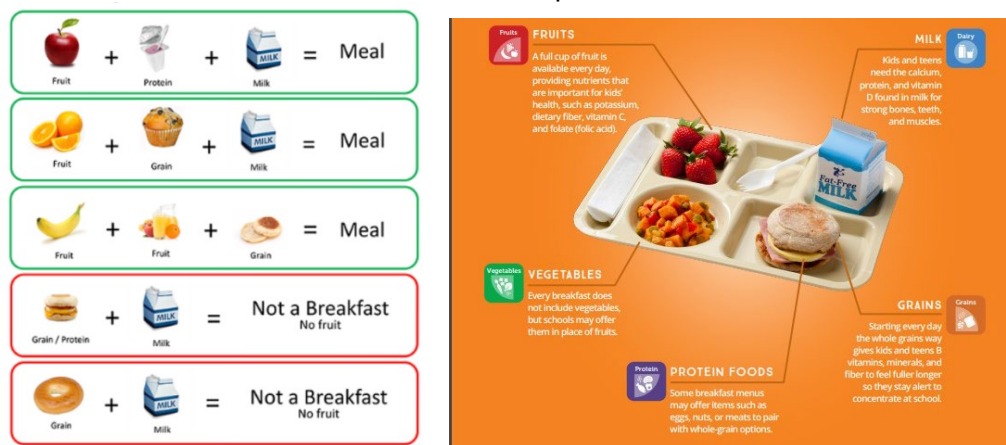 + + = Meal
MILK
Fruit Protein Milk
+ + = Meal
MILK
Fruit Grain Milk
+ + = Meal
Fruit Fruit Grain
+ = Not a Breakfast
No fruit
MILK
Grain / Protein Milk
+ = Not a Breakfast
No fruit
MILK
Grain Milk
Fruits
FRUITS
A full cup of fruit is
available every day,
providing nutrients that
are important for kids'
health, such as potassium,
dietary fiber, vitamin C,
and folate (folic acid).
MILK
Dairy
Kids and teens
need the calcium,
protein, and vitamin
D found in milk for
strong bones, teeth,
and muscles.
Fat-Free
MILK
Vegetables
VEGETABLES
Every breakfast does
not include vegetables,
but schools may offer
them in place of fruits.
GRAINS
Grains
Starting every day
the whole grains way
gives kids and teens B
vitamins, minerals, and
fiber to feel fuller longer
so they stay alert to
concentrate at school.
Protein
PROTEIN FOODS
Some breakfast menus
may offer items such as
eggs, nuts, or meats to pair
with whole-grain options.